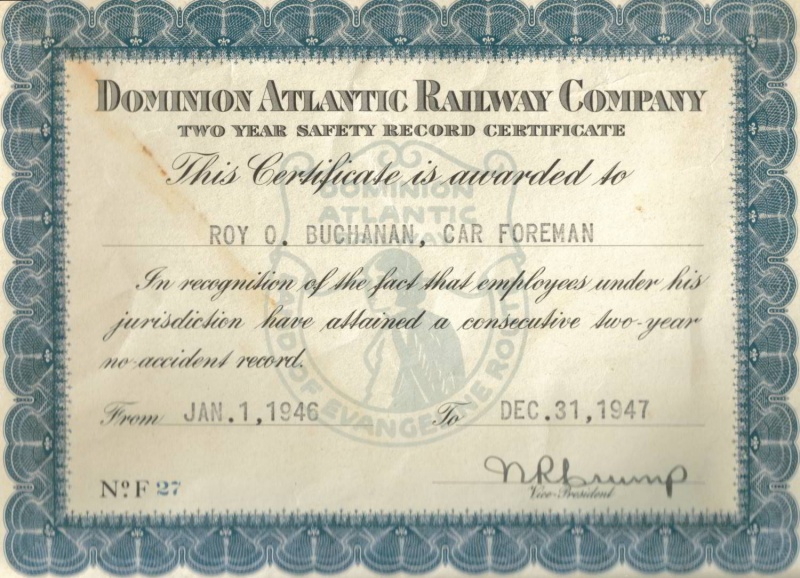 DOMINION ATLANTIC RAILWAY COMPANY
TWO YEAR SAFETY RECORD CERTIFICATE
This Certificate is awarded to
DOMINION
ATLANTIC
RAILWAY
ROY O. BUCHANAN, CAR FOREMAN
In recognition of the fact that employees under his
jurisdiction have attained a consecutive two-year
no-accident record.
LAND OF EVANGELINE ROUTE
From JAN.1,1946 To DEC.31,1947
Nº F 27
NRCrump
Vice-President